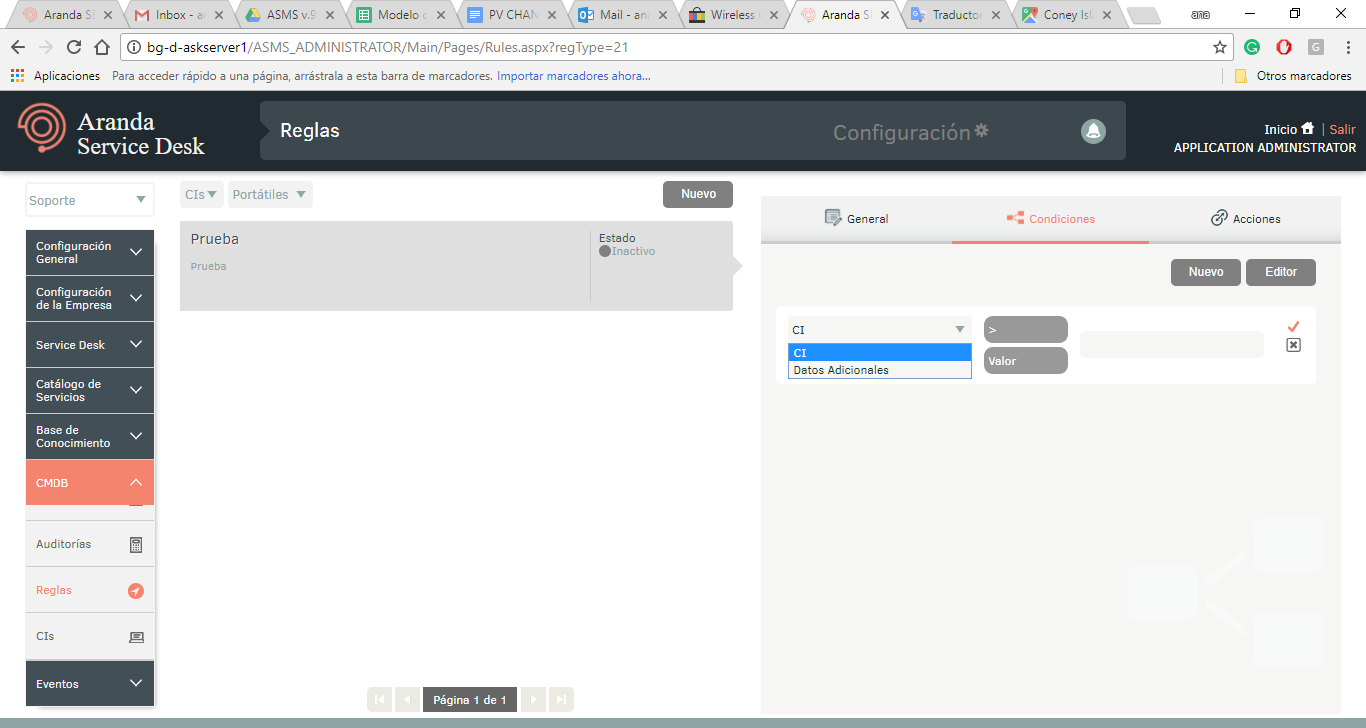 Aranda S
Inbox - a
ASMS v.9
Modelo c
PV CHAN
Mail - ana
Wireless
Aranda S
Traductor
Coney Isl
ana
bg-d-askserver1/ASMS_ADMINISTRATOR/Main/Pages/Rules.aspx?regType=21
Aplicaciones Para acceder rápido a una página, arrástrala a esta barra de marcadores. Importar marcadores ahora... Otros marcadores
Aranda
Service Desk
Reglas
Configuración
Inicio | Salir
APPLICATION ADMINISTRATOR
Soporte
Configuración
General
Configuración
de la Empresa
Service Desk
Catálogo de
Servicios
Base de
Conocimiento
CMDB
Auditorías
Reglas
CIs
Eventos
CIs Portátiles Nuevo
Prueba
Prueba
Estado
Inactivo
Página 1 de 1
General Condiciones Acciones
Nuevo Editor
CI
CI
Datos Adicionales
>
Valor